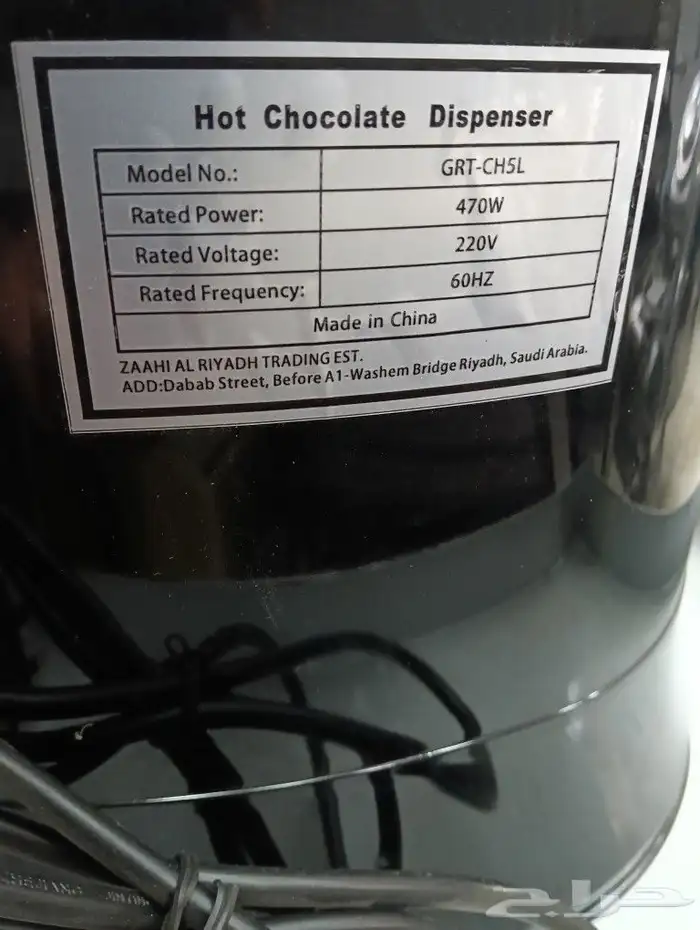 Hot Chocolate Dispenser
Model No.: GRT-CH5L
Rated Power: 470W
Rated Voltage: 220V
Rated Frequency: 60HZ
Made in China
ZAAHI AL RIYADH TRADING EST.
ADD:Dabab Street, Before A1-Washem Bridge Riyadh, Saudi Arabia.
حراج